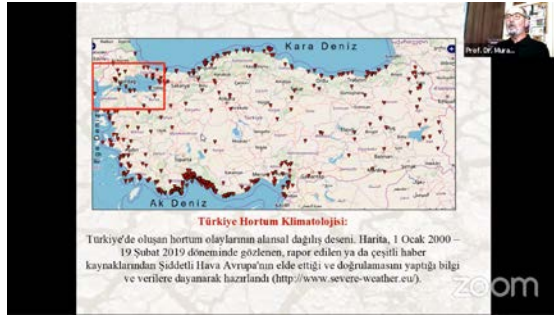 Kara Deniz
Prof. Dr. Mura...
Ege Deniz
Ak Deniz
Türkiye Hortum Klimatolojisi:
Türkiye'de oluşan hortum olaylarının alansal dağılış deseni. Harita, 1 Ocak 2000 –
19 Şubat 2019 döneminde gözlenen, rapor edilen ya da çeşitli haber
kaynaklarından Şiddetli Hava Avrupa'nın elde ettiği ve doğrulamasını yaptığı bilgi
ve verilere dayanarak hazırlandı (http://www.severe-weather.eu/).
zoom